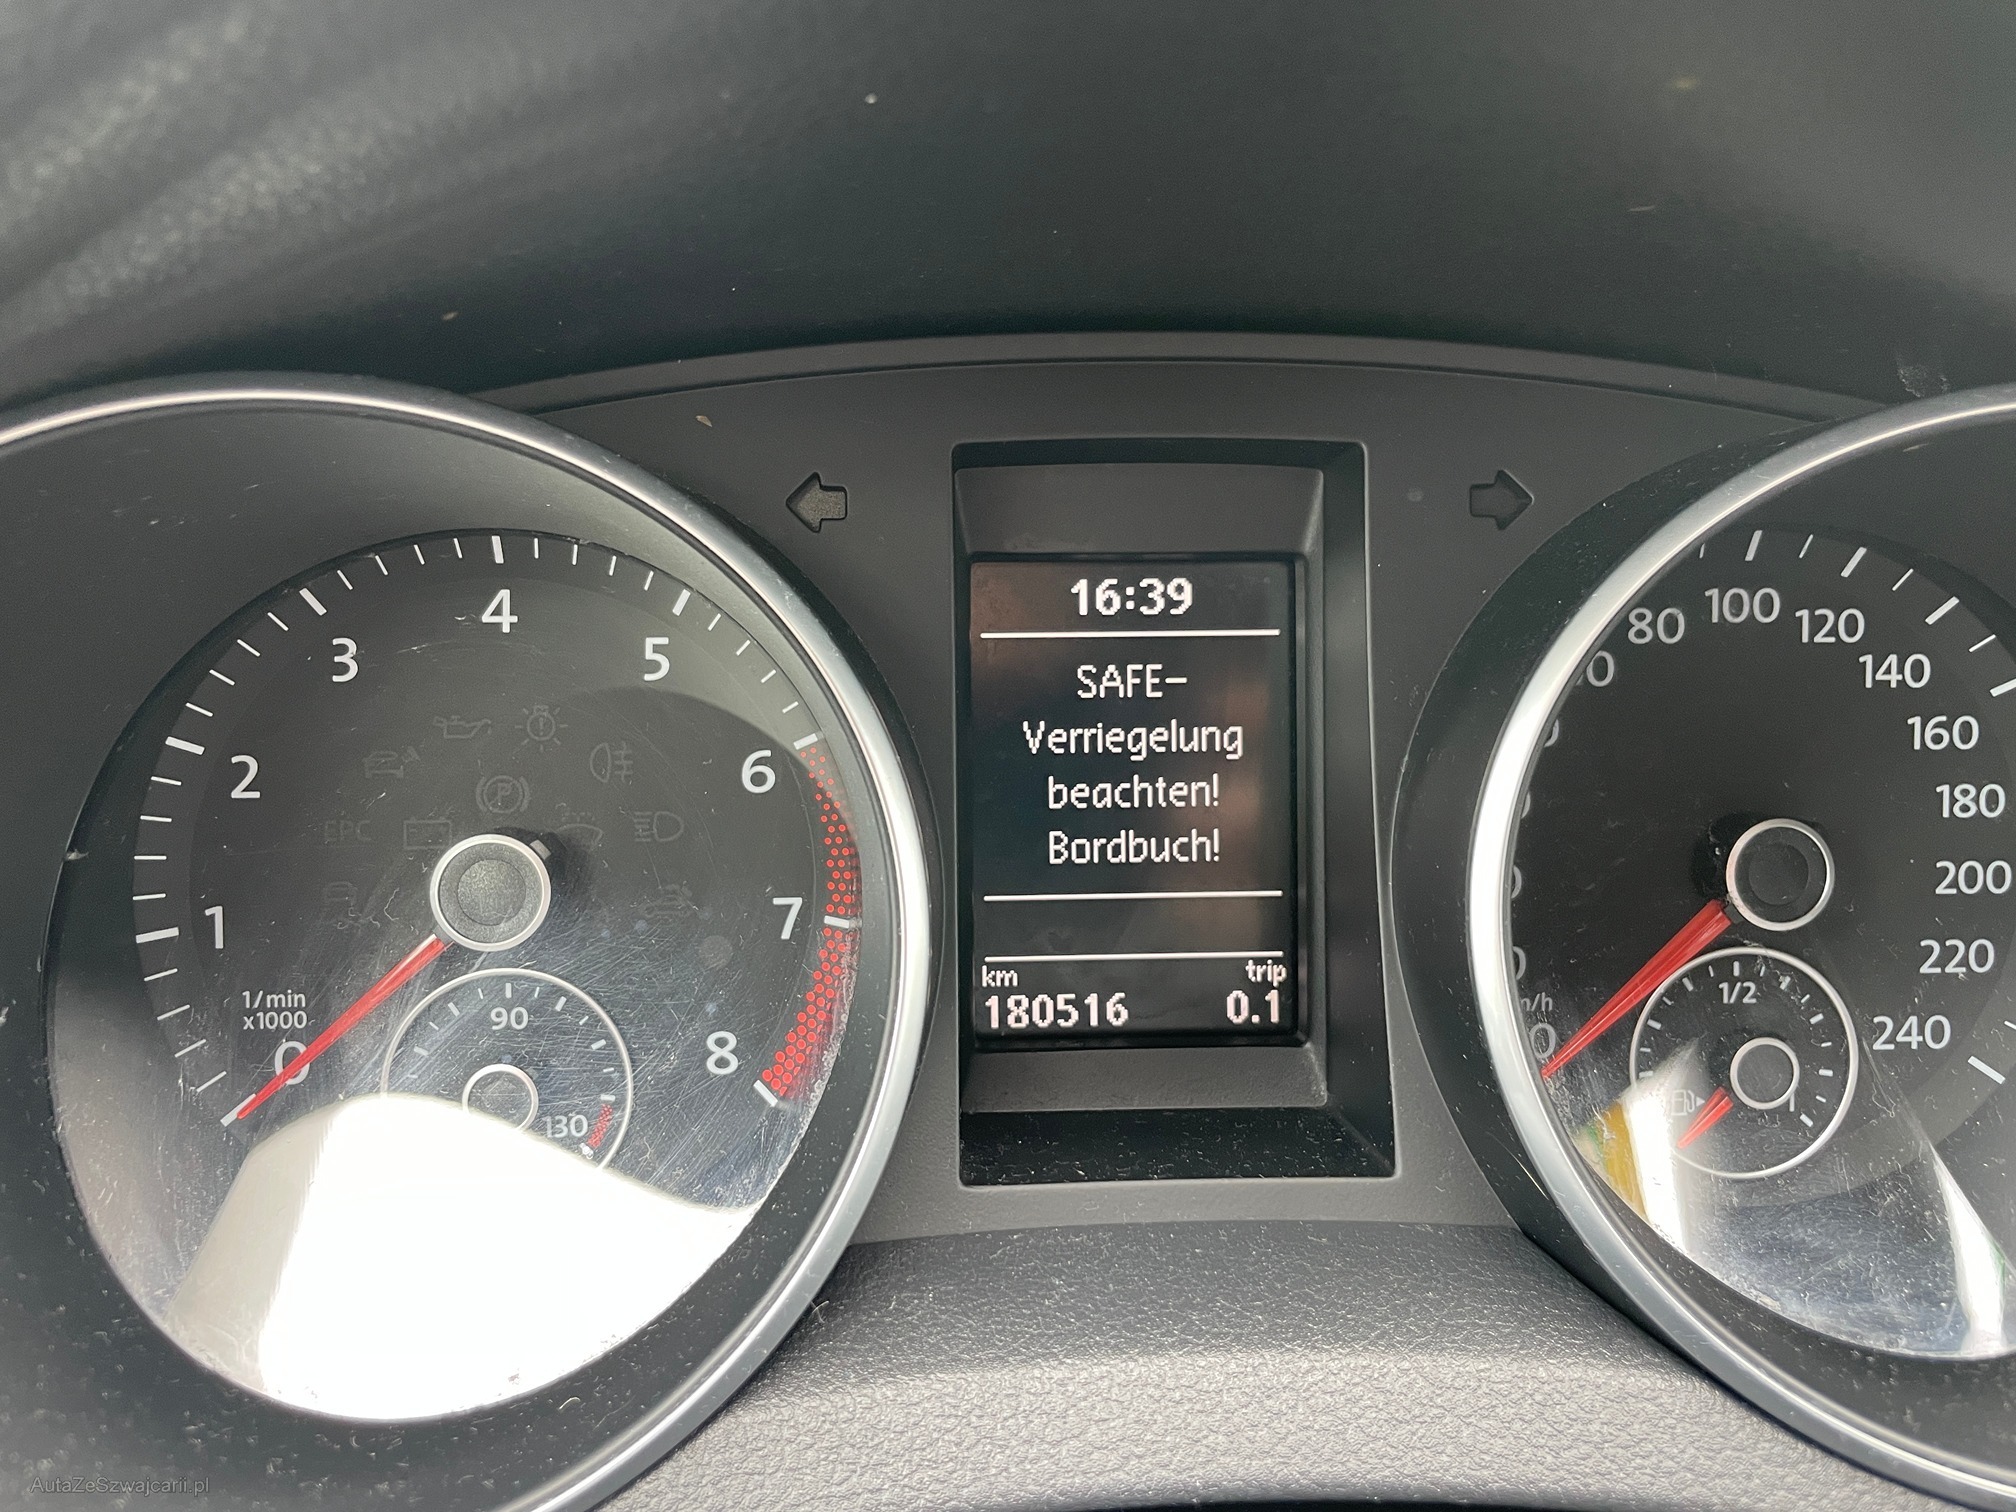 16:39
SAFE-
Verriegelung
beachten!
Bordbuch!
km trip
180516 0.1
4
3 5
2 6
EPC
1 7
1/min
x1000
0
8
90
130
80 100 120
140
160
180
200
220
240
1/2
AutaZeSzwajcarii.pl